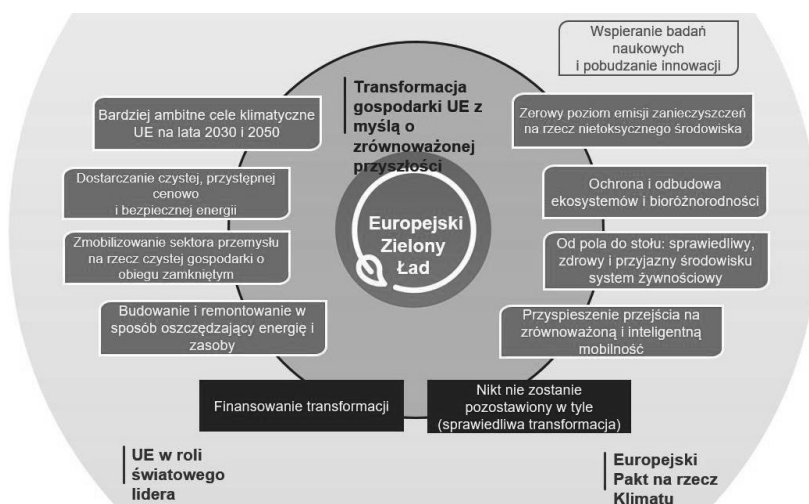 Wspieranie badań
naukowych
i pobudzanie innowacji
Transformacja
gospodarki UE z
myślą o
zrównoważonej
przyszłości
Bardziej ambitne cele klimatyczne
UE na lata 2030 i 2050
Zerowy poziom emisji zanieczyszczeń
na rzecz nietoksycznego środowiska
Dostarczanie czystej, przystępnej
cenowo
i bezpiecznej energii
Ochrona i odbudowa
ekosystemów i bioróżnorodności
Europejski
Zielony
Ład
Zmobilizowanie sektora przemysłu
na rzecz czystej gospodarki o
obiegu zamkniętym
Od pola do stołu: sprawiedliwy,
zdrowy i przyjazny środowisku
system żywnościowy
Budowanie i remontowanie w
sposób oszczędzający energię i
zasoby
Przyspieszenie przejścia na
zrównoważoną i inteligentną
mobilność
Finansowanie transformacji
Nikt nie zostanie
pozostawiony w tyle
(sprawiedliwa transformacja)
UE w roli
światowego
lidera
Europejski
Pakt na rzecz
Klimatu